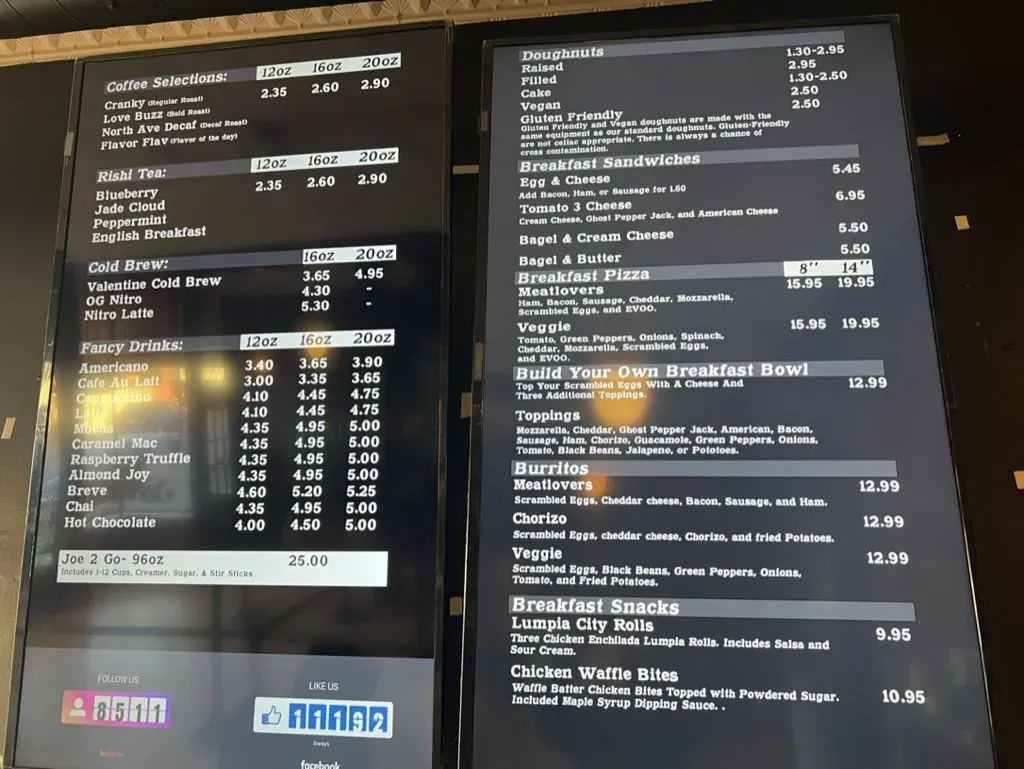 Coffee Selections: 12oz 16oz 20oz
Cranky (Regular Roast) 2.35 2.60 2.90
Love Buzz (Bold Roast)
North Ave Decaf (Decaf Roast)
Flavor Flav (Flavor of the day)
Rishi Tea: 12oz 16oz 20oz
Blueberry 2.35 2.60 2.90
Jade Cloud
Peppermint
English Breakfast
Cold Brew: 16oz 20oz
Valentine Cold Brew 3.65 4.95
OG Nitro 4.30 -
Nitro Latte 5.30 -
Fancy Drinks: 12oz 16oz 20oz
Americano 3.40 3.65 3.90
Cafe Au Lait 3.00 3.35 3.65
Cappuccino 4.10 4.45 4.75
Latte 4.10 4.45 4.75
Mocha 4.35 4.95 5.00
Caramel Mac 4.35 4.95 5.00
Raspberry Truffle 4.35 4.95 5.00
Almond Joy 4.35 4.95 5.00
Breve 4.60 5.20 5.25
Chai 4.35 4.95 5.00
Hot Chocolate 4.00 4.50 5.00
Joe 2 Go- 96oz 25.00
Includes 1-12 Cups, Creamer, Sugar, & Stir Sticks
FOLLOW US
8511
LIKE US
11192
facebook
Doughnuts
Raised 1.30-2.95
Filled 2.95
Cake 1.30-2.50
Vegan 2.50
Gluten Friendly 2.50
Gluten Friendly and Vegan doughnuts are made with the
same equipment as our standard doughnuts. Gluten-Friendly
are not celiac appropriate. There is always a chance of
cross contamination.
Breakfast Sandwiches
Egg & Cheese 5.45
Add Bacon, Ham, or Sausage for 1.50
Tomato 3 Cheese 6.95
Cream Cheese, Ghost Pepper Jack, and American Cheese
Bagel & Cream Cheese 5.50
Bagel & Butter 5.50
Breakfast Pizza 8'' 14''
Meatlovers 15.95 19.95
Ham, Bacon, Sausage, Cheddar, Mozzarella,
Scrambled Eggs, and EVOO.
Veggie 15.95 19.95
Tomato, Green Peppers, Onions, Spinach,
Cheddar, Mozzarella, Scrambled Eggs,
and EVOO.
Build Your Own Breakfast Bowl
Top Your Scrambled Eggs With A Cheese And 12.99
Three Additional Toppings.
Toppings
Mozzarella, Cheddar, Ghost Pepper Jack, American, Bacon,
Sausage, Ham, Chorizo, Guacamole, Green Peppers, Onions,
Tomato, Black Beans, Jalapeno, or Pototoes.
Burritos
Meatlovers 12.99
Scrambled Eggs, Cheddar cheese, Bacon, Sausage, and Ham.
Chorizo 12.99
Scrambled Eggs, cheddar cheese, Chorizo, and fried Potatoes.
Veggie 12.99
Scrambled Eggs, Black Beans, Green Peppers, Onions,
Tomato, and Fried Potatoes.
Breakfast Snacks
Lumpia City Rolls 9.95
Three Chicken Enchilada Lumpia Rolls. Includes Salsa and
Sour Cream.
Chicken Waffle Bites
Waffle Batter Chicken Bites Topped with Powdered Sugar. 10.95
Included Maple Syrup Dipping Sauce. .